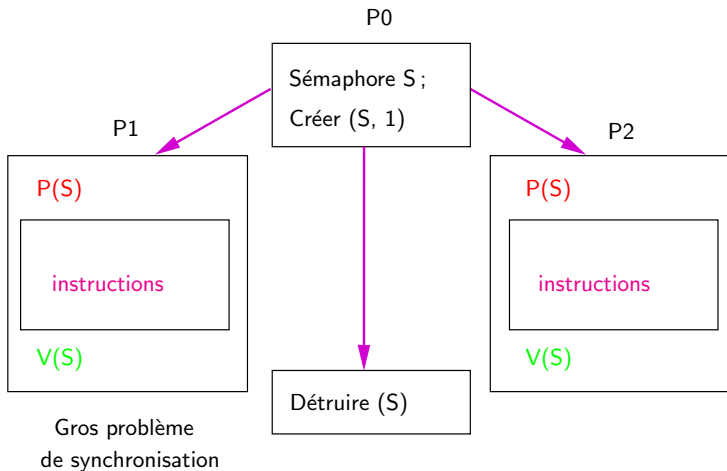 P0
Sémaphore S ;
Créer (S, 1)
P1
P(S)
instructions
V(S)
P2
P(S)
instructions
V(S)
Détruire (S)
Gros problème
de synchronisation